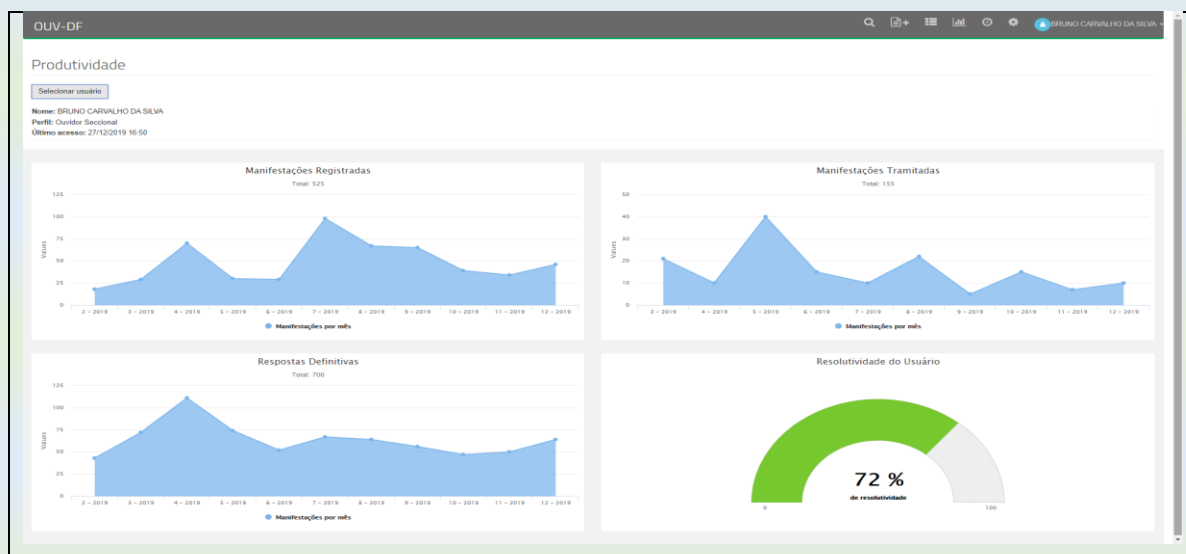 OUV-DF
BRUNO CARVALHO DA SILVA
Produtividade
Selecionar usuário
Nome: BRUNO CARVALHO DA SILVA
Perfil: Ouvidor Seccional
Último acesso: 27/12/2019 16:50
Manifestações Registradas
Total: 525
125
100
75
50
25
0
Values
2 - 2019 3 - 2019 4 - 2019 5 - 2019 6 - 2019 7 - 2019 8 - 2019 9 - 2019 10 - 2019 11 - 2019 12 - 2019
Manifestações por mês
Manifestações Tramitadas
Total: 155
50
40
30
20
10
0
Values
3 - 2019 4 - 2019 5 - 2019 6 - 2019 7 - 2019 8 - 2019 9 - 2019 10 - 2019 11 - 2019 12 - 2019
Manifestações por mês
Respostas Definitivas
Total: 700
125
100
75
50
25
0
Values
2 - 2019 3 - 2019 4 - 2019 5 - 2019 6 - 2019 7 - 2019 8 - 2019 9 - 2019 10 - 2019 11 - 2019 12 - 2019
Manifestações por mês
Resolutividade do Usuário
72 %
de resolutividade
0 100